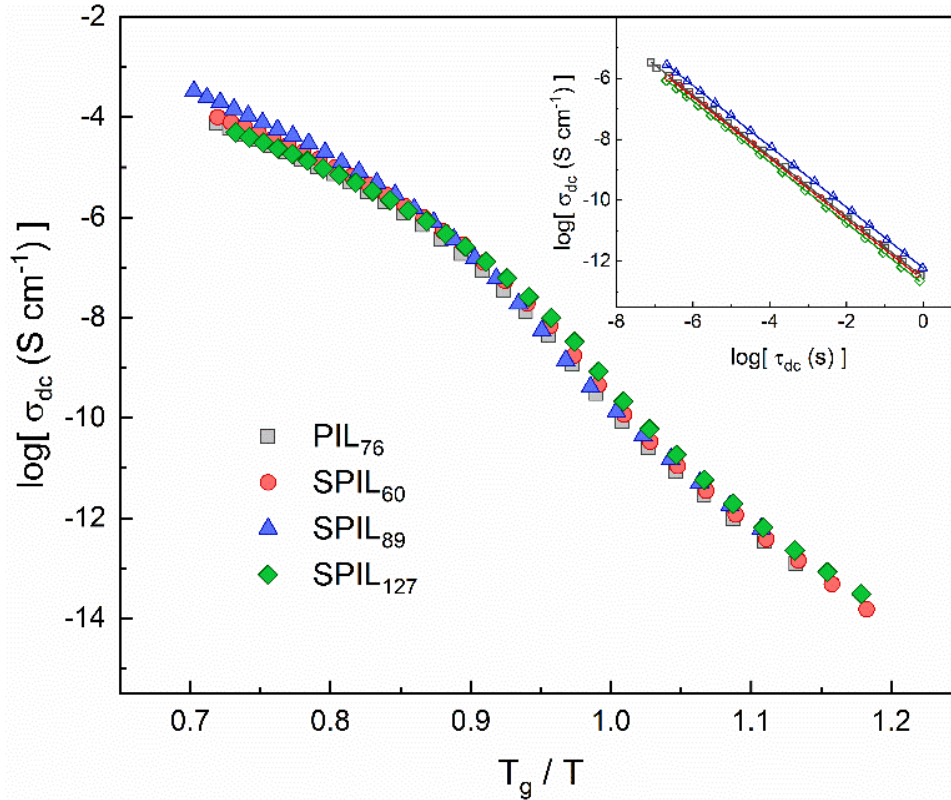 -2
-4
-6
-8
-10
-12
-14
log[ σdc (S cm⁻¹) ]
0.7 0.8 0.9 1.0 1.1 1.2
Tg / T
PIL76
SPIL60
SPIL89
SPIL127
-6
-8
-10
-12
log[ σdc (S cm⁻¹) ]
-8 -6 -4 -2 0
log[ τdc (s) ]